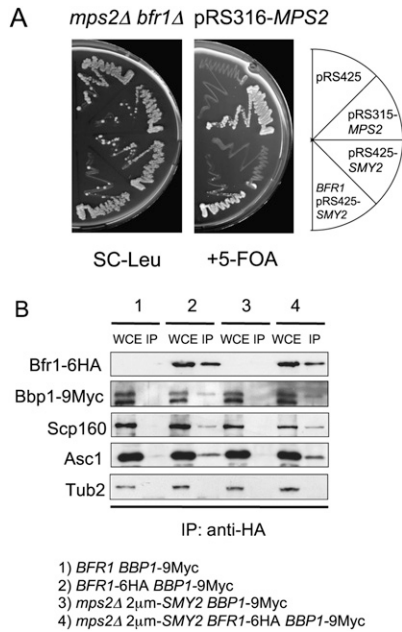 A
mps2Δ bfr1Δ pRS316-MPS2
pRS425
pRS315-
MPS2
pRS425-
SMY2
BFR1
pRS425-
SMY2
SC-Leu
+5-FOA
B
1 2 3 4
WCE IP WCE IP WCE IP WCE IP
Bfr1-6HA
Bbp1-9Myc
Scp160
Asc1
Tub2
IP: anti-HA
1) BFR1 BBP1-9Myc
2) BFR1-6HA BBP1-9Myc
3) mps2Δ 2μm-SMY2 BBP1-9Myc
4) mps2Δ 2μm-SMY2 BFR1-6HA BBP1-9Myc